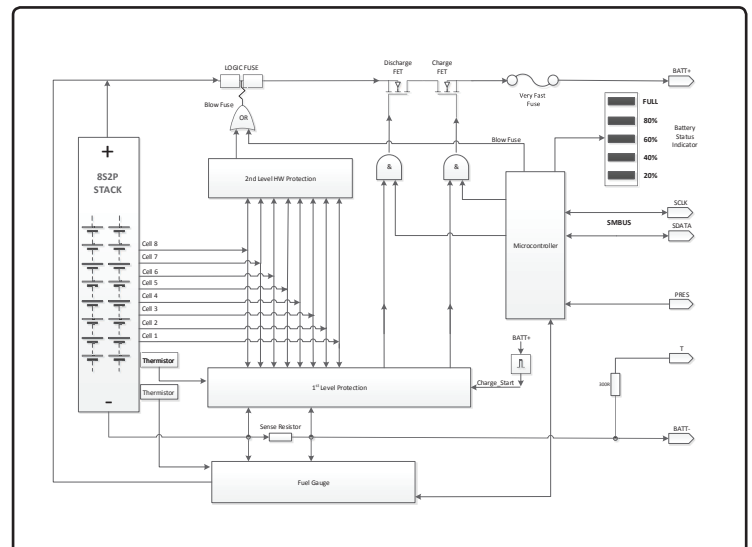 LOGIC FUSE
Discharge
FET
Charge
FET
BATT+
Very Fast
Fuse
Blow Fuse
OR
FULL
80%
60%
40%
20%
Battery
Status
Indicator
Blow Fuse
+
8S2P
STACK
2nd Level HW Protection
&
&
Microcontroller
SCLK
SMBUS
SDATA
Cell 8
Cell 7
Cell 6
Cell 5
Cell 4
Cell 3
Cell 2
Cell 1
PRES
BATT+
T
Thermistor
1st Level Protection
Charge_Start
300R
Thermistor
-
Sense Resistor
BATT-
Fuel Gauge